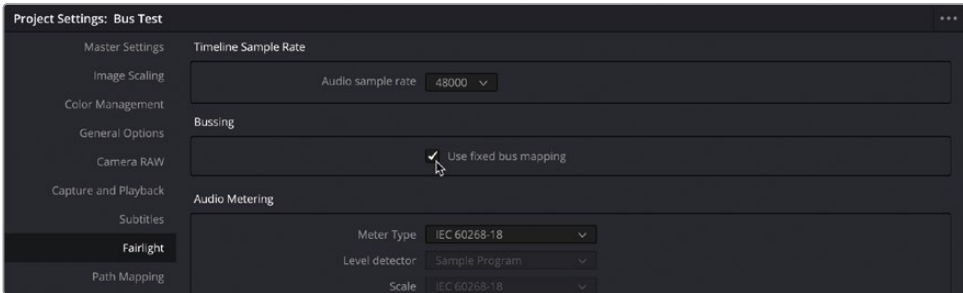 Project Settings: Bus Test
Master Settings
Image Scaling
Color Management
General Options
Camera RAW
Capture and Playback
Subtitles
Fairlight
Path Mapping
Timeline Sample Rate
Audio sample rate 48000
Bussing
Use fixed bus mapping
Audio Metering
Meter Type IEC 60268-18
Level detector Sample Program
Scale IEC 60268-18